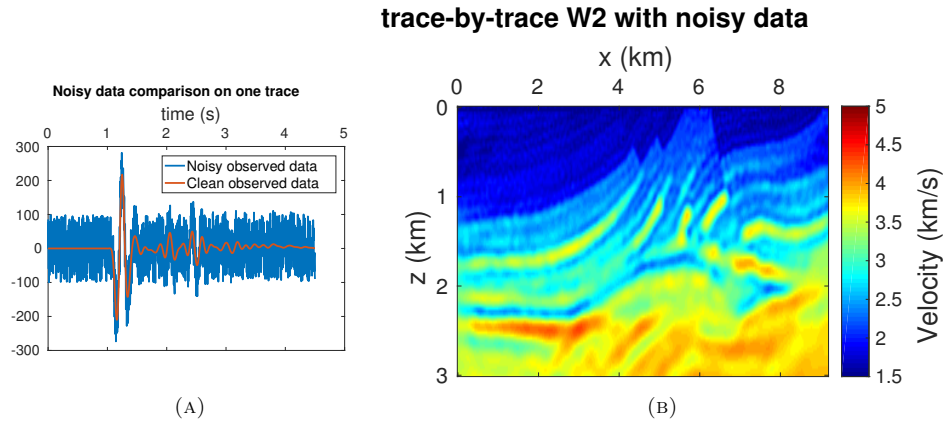 trace-by-trace W2 with noisy data
x (km)
0 2 4 6 8
Noisy data comparison on one trace
time (s)
0 1 2 3 4 5
300
200
100
0
-100
-200
-300
Noisy observed data
Clean observed data
(A)
0
1
2
3
z (km)
5
4.5
4
3.5
3
2.5
2
1.5
Velocity (km/s)
(B)